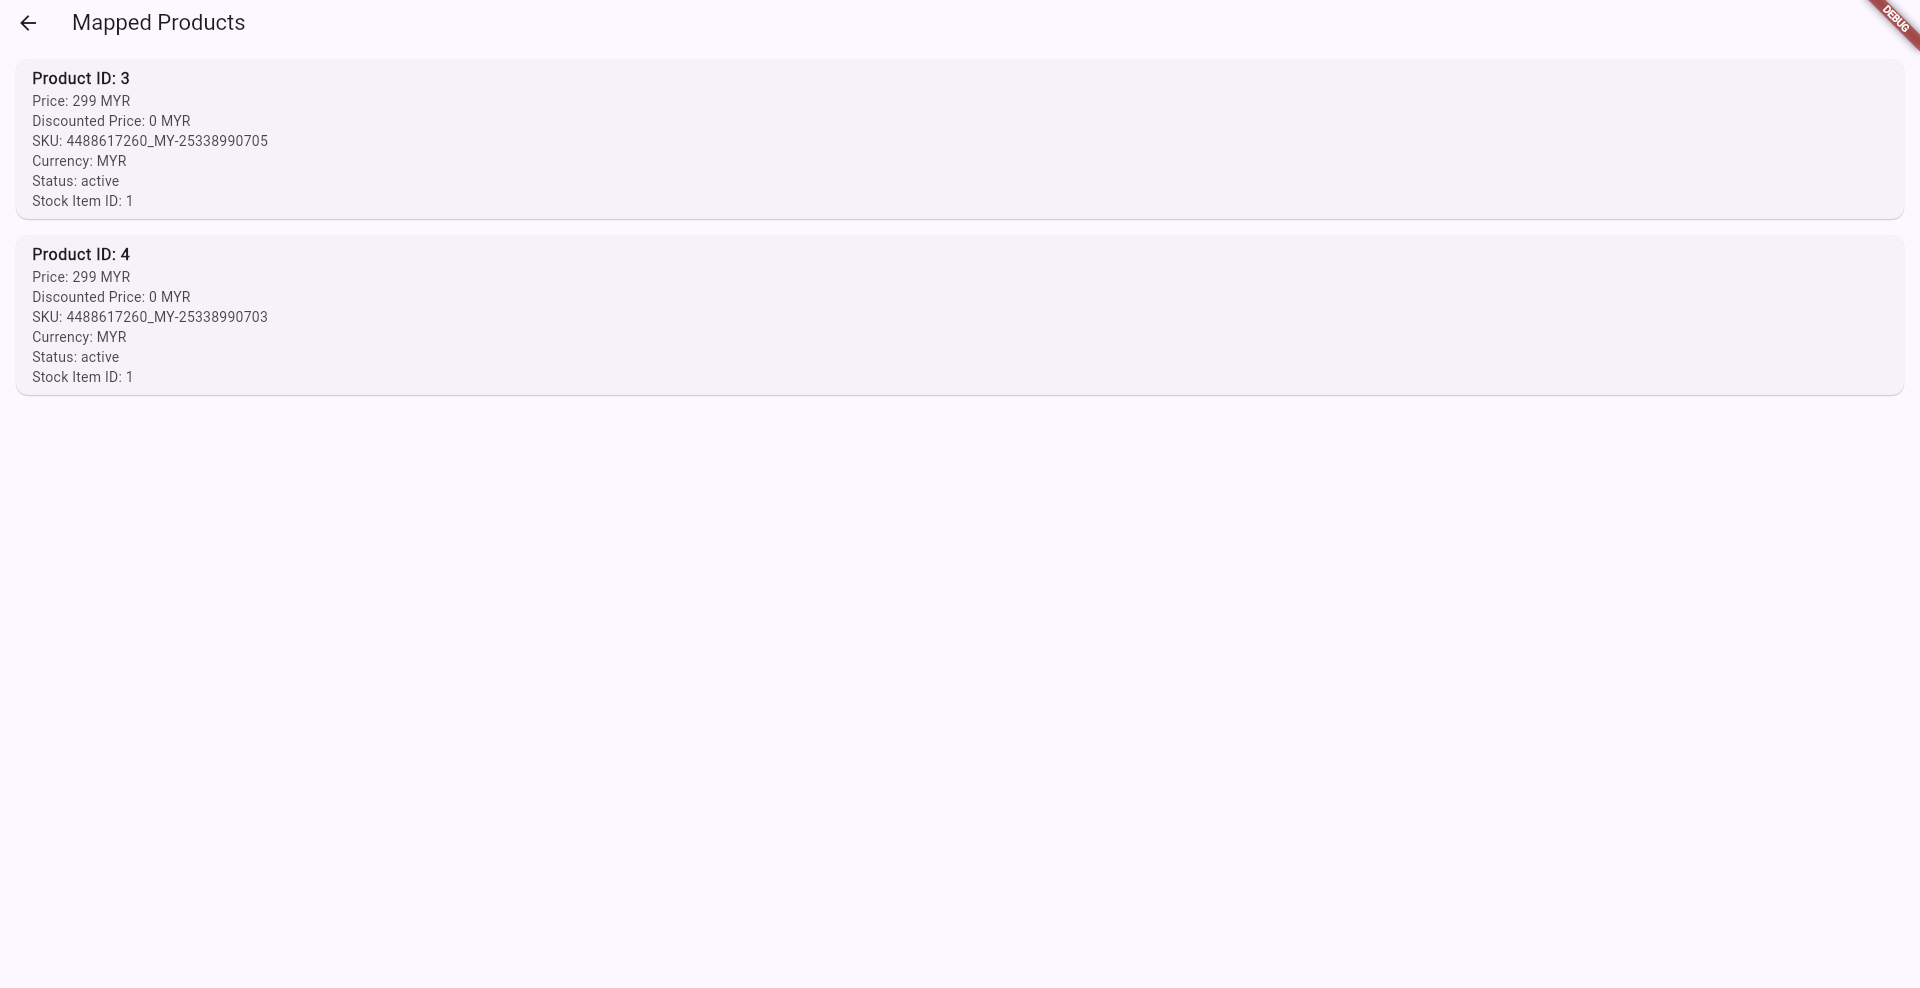 Mapped Products
DEBUG
Product ID: 3
Price: 299 MYR
Discounted Price: 0 MYR
SKU: 4488617260_MY-25338990705
Currency: MYR
Status: active
Stock Item ID: 1
Product ID: 4
Price: 299 MYR
Discounted Price: 0 MYR
SKU: 4488617260_MY-25338990703
Currency: MYR
Status: active
Stock Item ID: 1